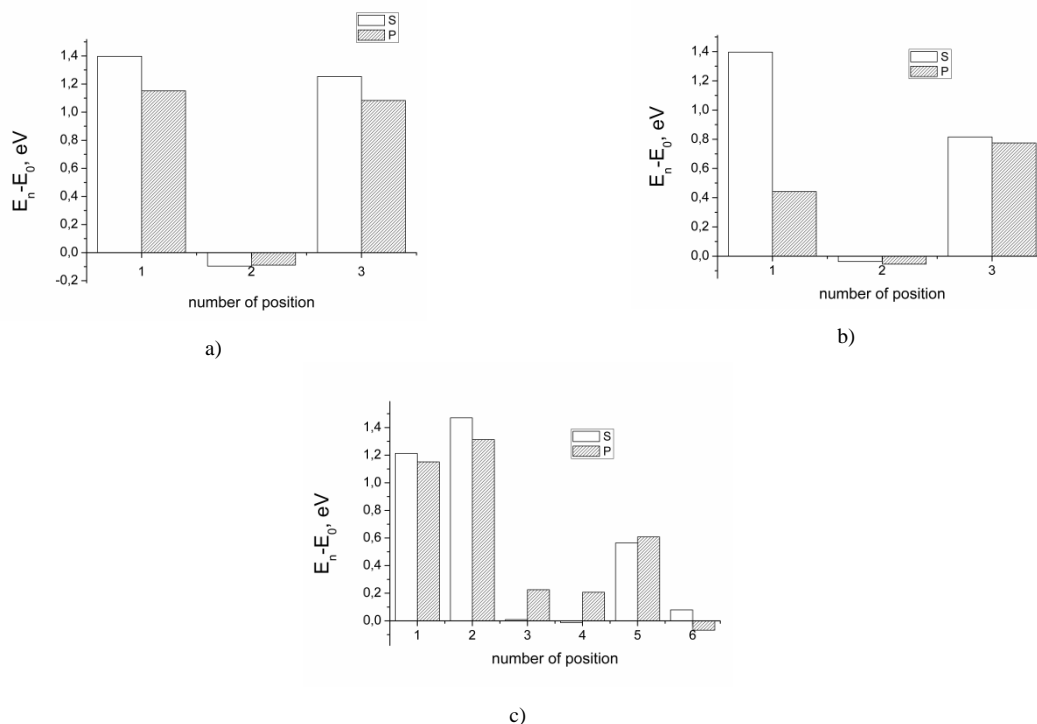 S
P
1,4
1,2
1,0
0,8
0,6
0,4
0,2
0,0
-0,2
E_n-E_0, eV
1 2 3
number of position
a)
S
P
1,4
1,2
1,0
0,8
0,6
0,4
0,2
0,0
E_n-E_0, eV
1 2 3
number of position
b)
S
P
1,4
1,2
1,0
0,8
0,6
0,4
0,2
0,0
E_n-E_0, eV
1 2 3 4 5 6
number of position
c)